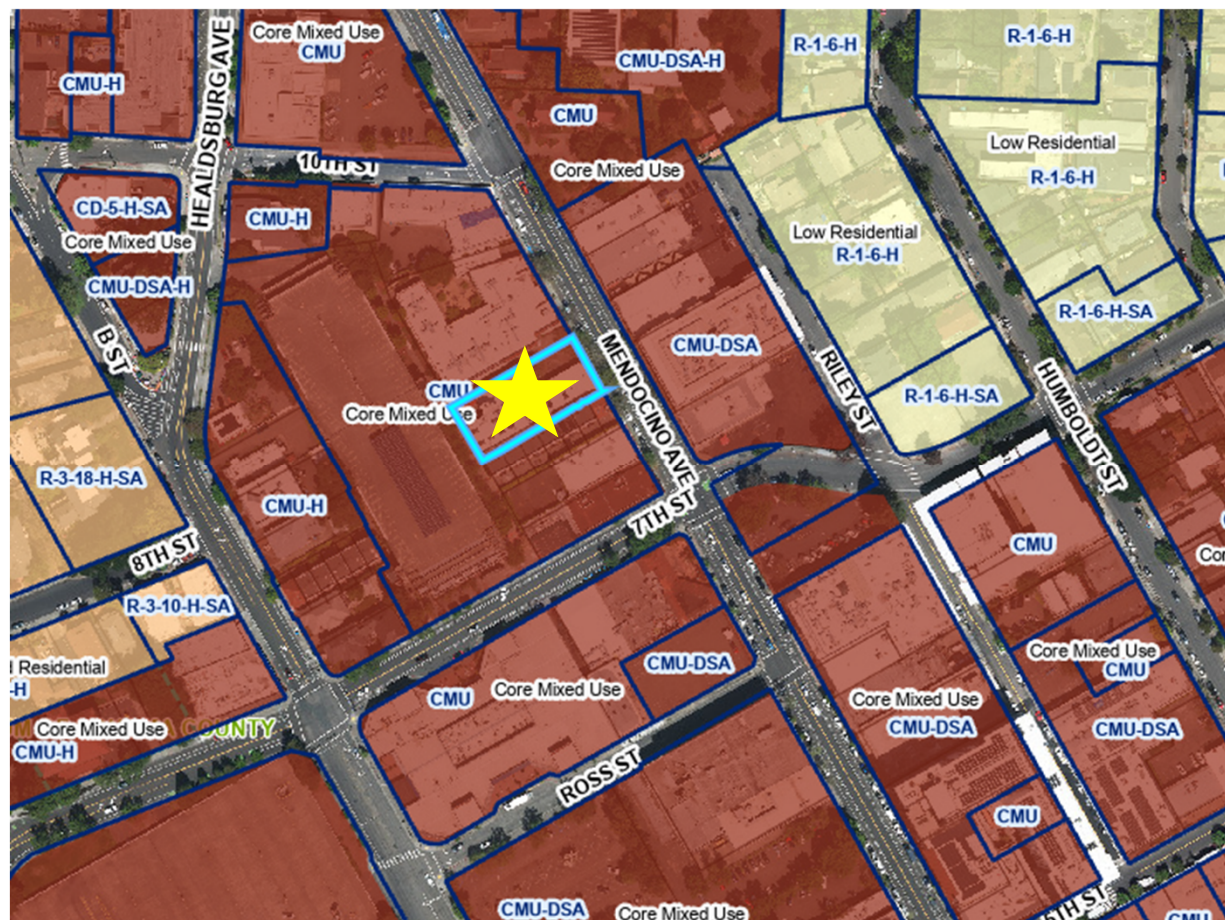 Core Mixed Use
CMU
R-1-6-H
R-1-6-H
CMU-H
CMU-DSA-H
CMU
HEALDSBURG AVE
10TH ST
Core Mixed Use
Low Residential
R-1-6-H
CD-5-H-SA
Core Mixed Use
CMU-H
CMU-DSA-H
Low Residential
R-1-6-H
R-1-6-H-SA
B ST
MENDOCINO AVE
CMU-DSA
RILEY ST
HUMBOLDT ST
CMU
Core Mixed Use
R-1-6-H-SA
R-3-18-H-SA
CMU-H
7TH ST
8TH ST
CMU
R-3-10-H-SA
Residential
-H
Core Mixed Use
CMU-H
COUNTY
CMU
Core Mixed Use
CMU-DSA
Core Mixed Use
CMU
Core Mixed Use
CMU-DSA
CMU-DSA
ROSS ST
CMU
CMU-DSA
Core Mixed Use
TH ST
CMU